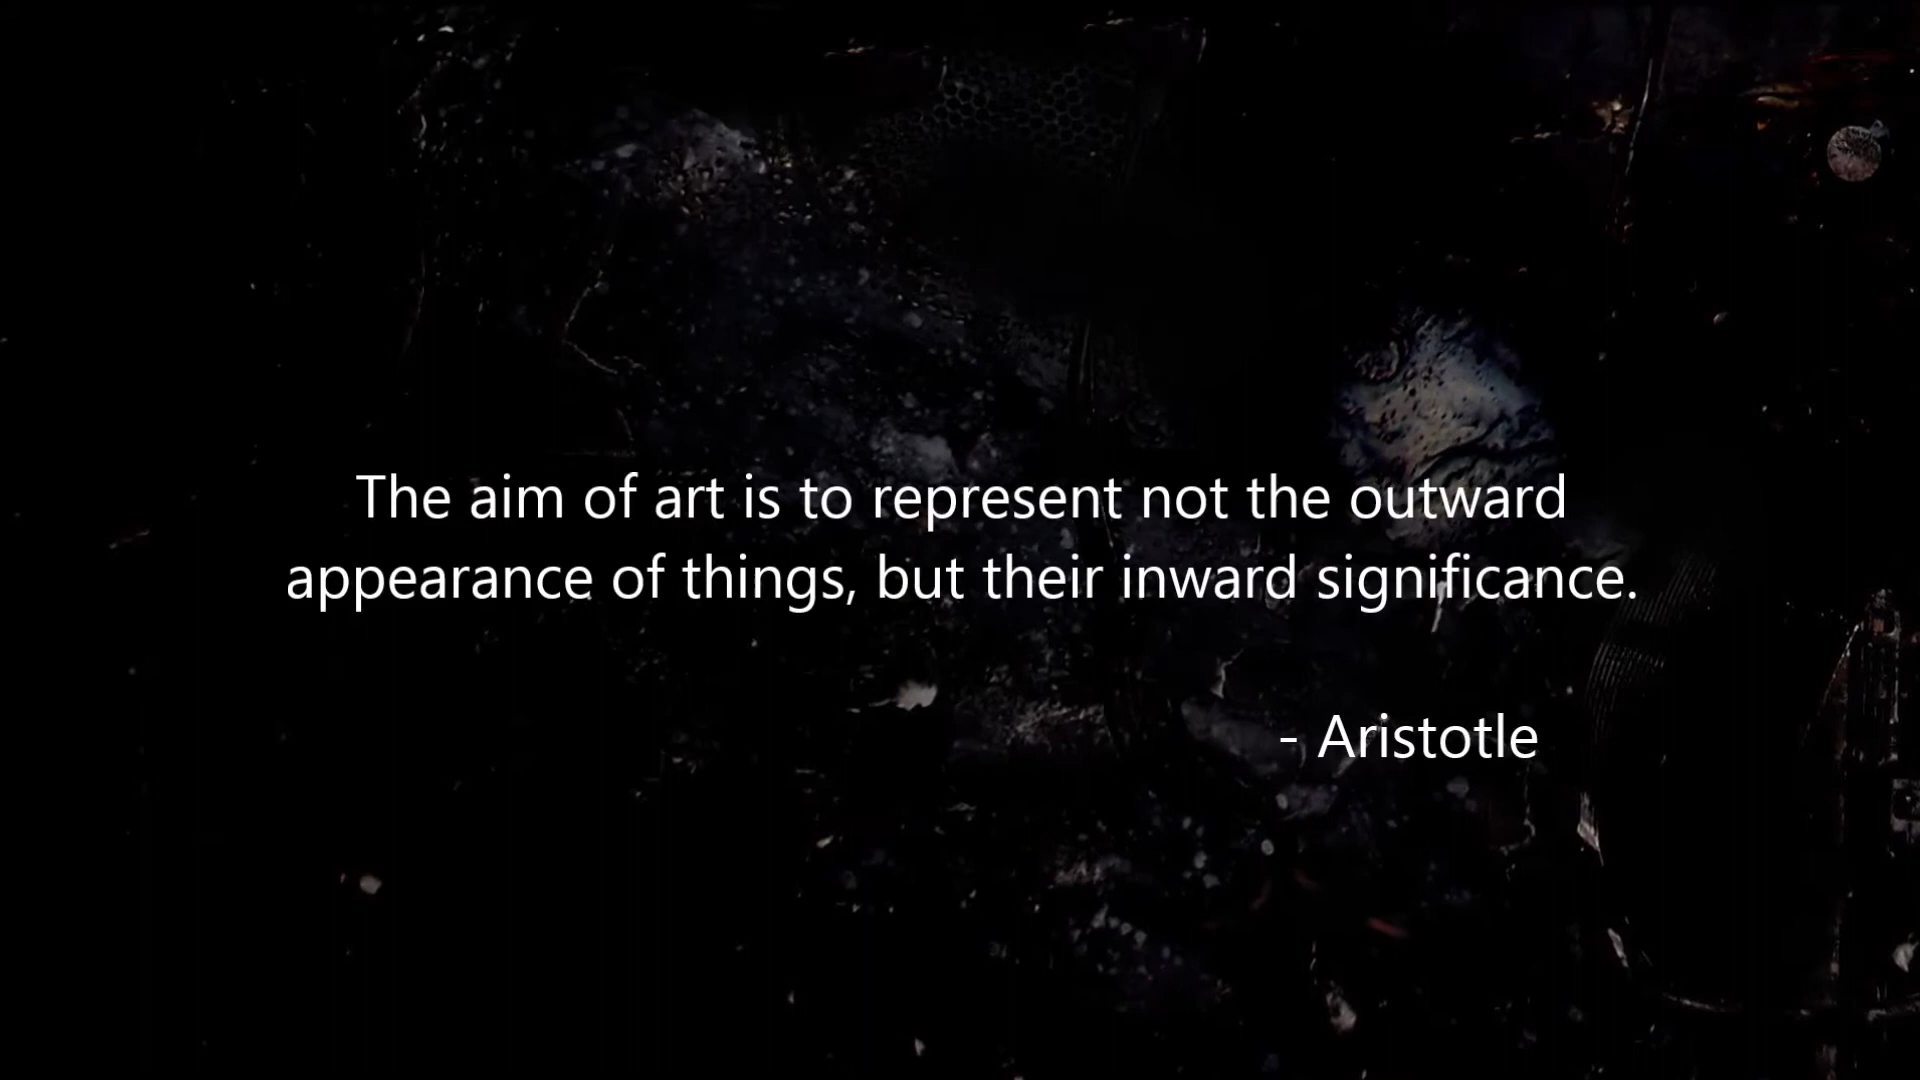 The aim of art is to represent not the outward
appearance of things, but their inward significance.
- Aristotle